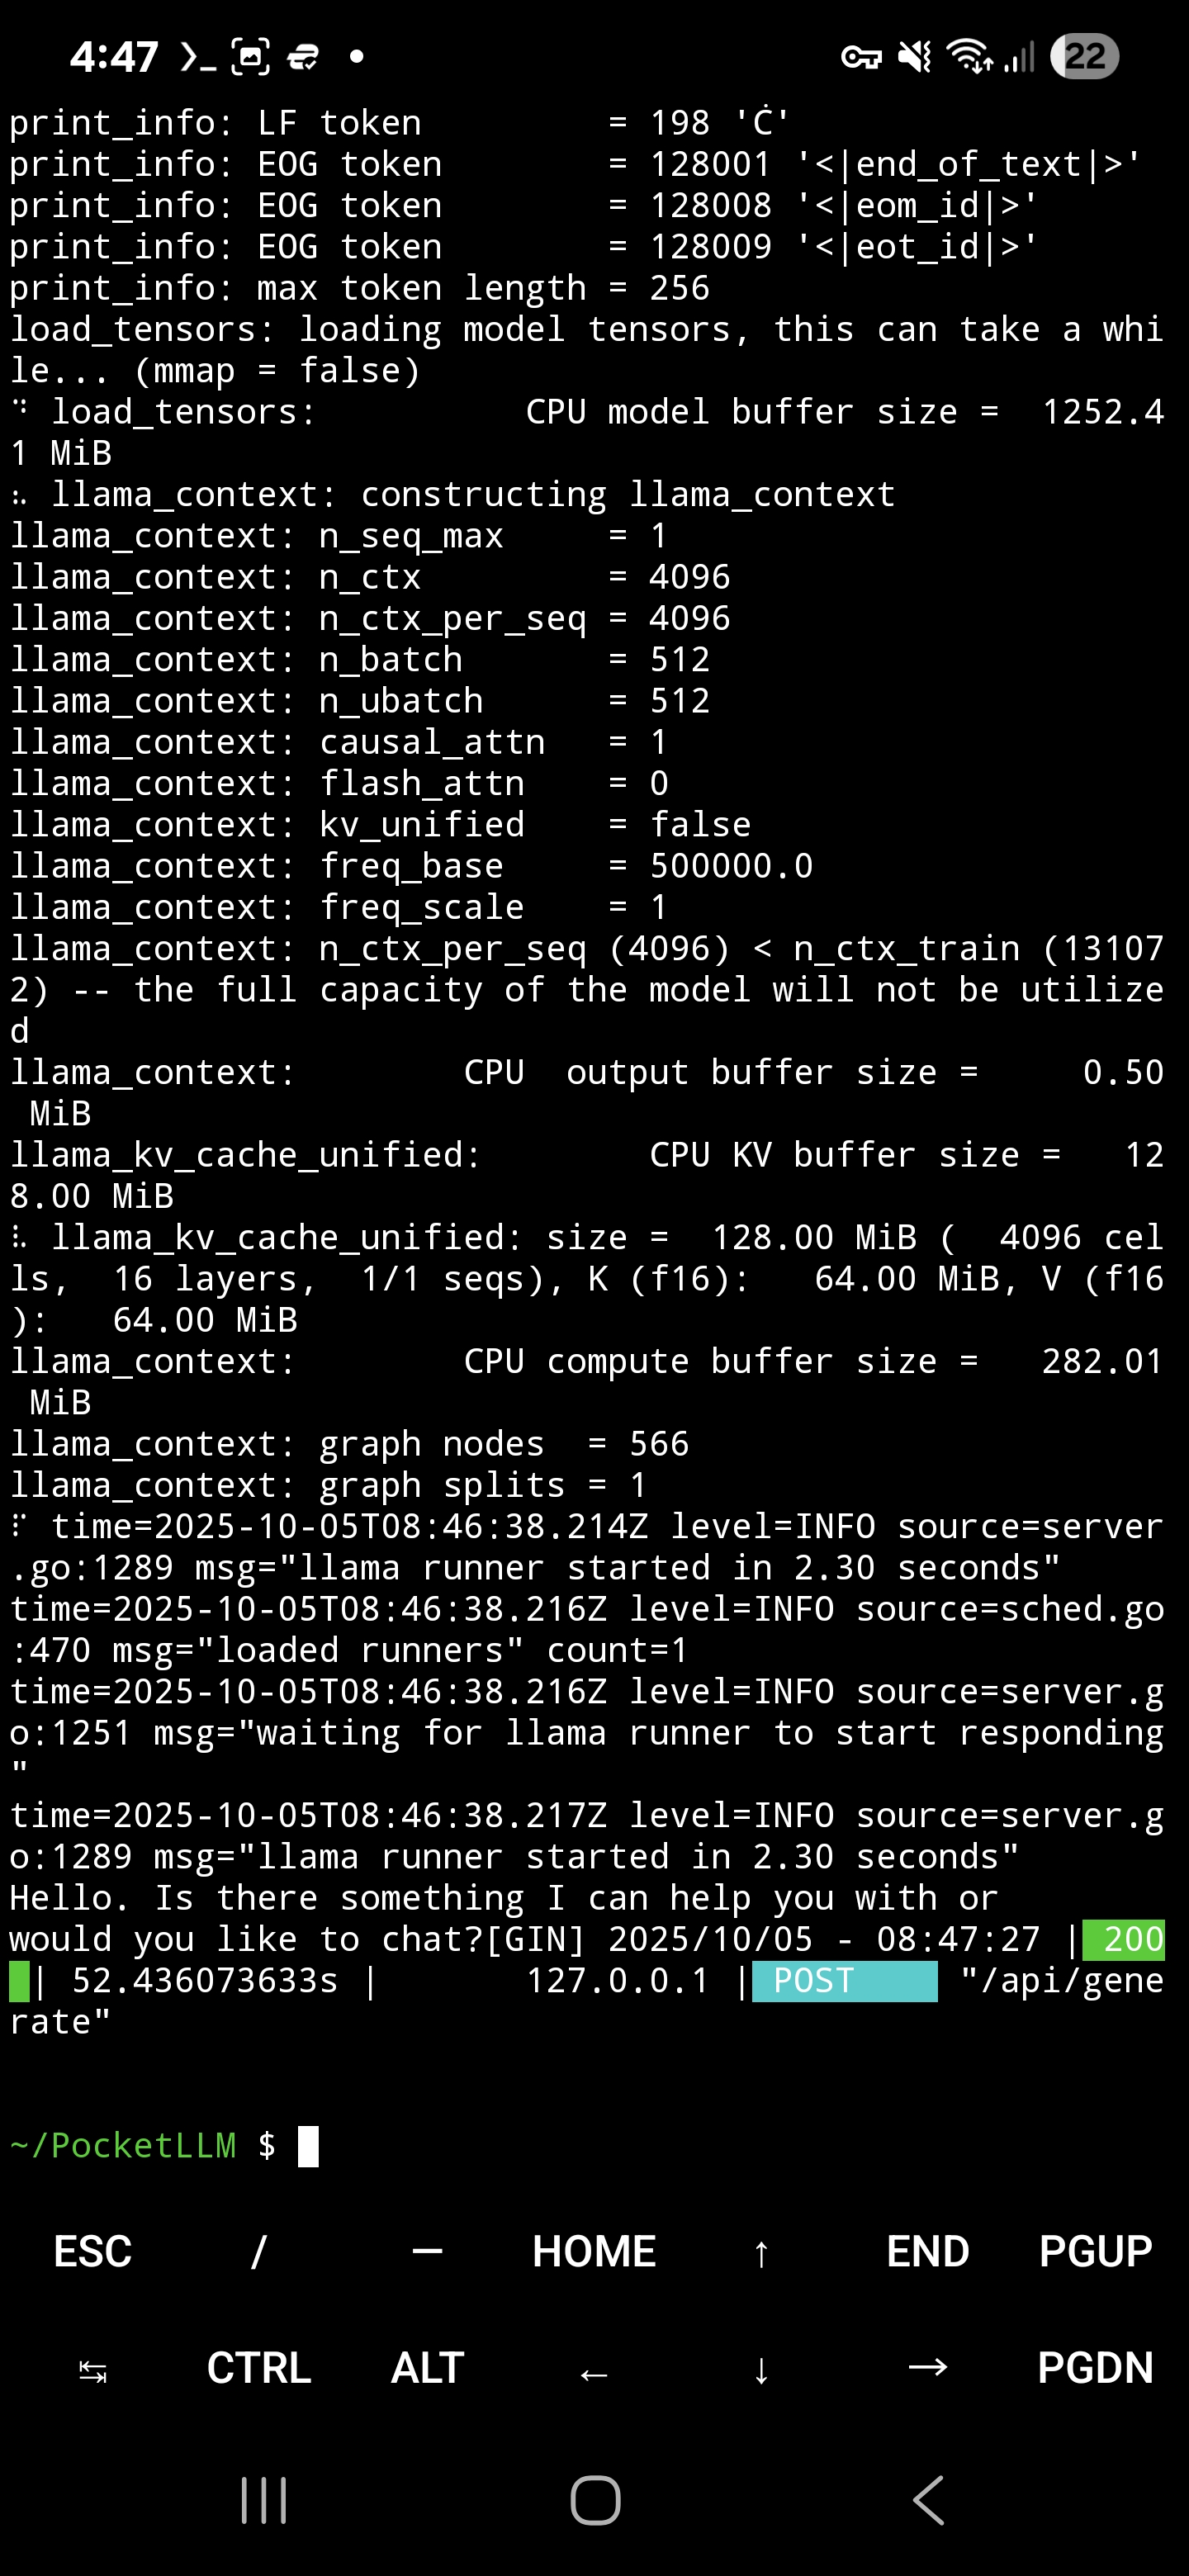 4:47
22
print_info: LF token         = 198 'Ċ'
print_info: EOG token        = 128001 '<|end_of_text|>'
print_info: EOG token        = 128008 '<|eom_id|>'
print_info: EOG token        = 128009 '<|eot_id|>'
print_info: max token length = 256
load_tensors: loading model tensors, this can take a whi
le... (mmap = false)
⠙ load_tensors:          CPU model buffer size =  1252.4
1 MiB
⠦ llama_context: constructing llama_context
llama_context: n_seq_max     = 1
llama_context: n_ctx         = 4096
llama_context: n_ctx_per_seq = 4096
llama_context: n_batch       = 512
llama_context: n_ubatch      = 512
llama_context: causal_attn   = 1
llama_context: flash_attn    = 0
llama_context: kv_unified    = false
llama_context: freq_base     = 500000.0
llama_context: freq_scale    = 1
llama_context: n_ctx_per_seq (4096) < n_ctx_train (13107
2) -- the full capacity of the model will not be utilize
d
llama_context:        CPU  output buffer size =     0.50
 MiB
llama_kv_cache_unified:        CPU KV buffer size =   12
8.00 MiB
⠧ llama_kv_cache_unified: size =  128.00 MiB (  4096 cel
ls,  16 layers,  1/1 seqs), K (f16):   64.00 MiB, V (f16
):   64.00 MiB
llama_context:        CPU compute buffer size =   282.01
 MiB
llama_context: graph nodes  = 566
llama_context: graph splits = 1
⠏ time=2025-10-05T08:46:38.214Z level=INFO source=server
.go:1289 msg="llama runner started in 2.30 seconds"
time=2025-10-05T08:46:38.216Z level=INFO source=sched.go
:470 msg="loaded runners" count=1
time=2025-10-05T08:46:38.216Z level=INFO source=server.g
o:1251 msg="waiting for llama runner to start responding
"
time=2025-10-05T08:46:38.217Z level=INFO source=server.g
o:1289 msg="llama runner started in 2.30 seconds"
Hello. Is there something I can help you with or
would you like to chat?[GIN] 2025/10/05 - 08:47:27 | 200
 | 52.436073633s |       127.0.0.1 | POST     "/api/gene
rate"
~/PocketLLM $
ESC / — HOME ↑ END PGUP
↹ CTRL ALT ← ↓ → PGDN